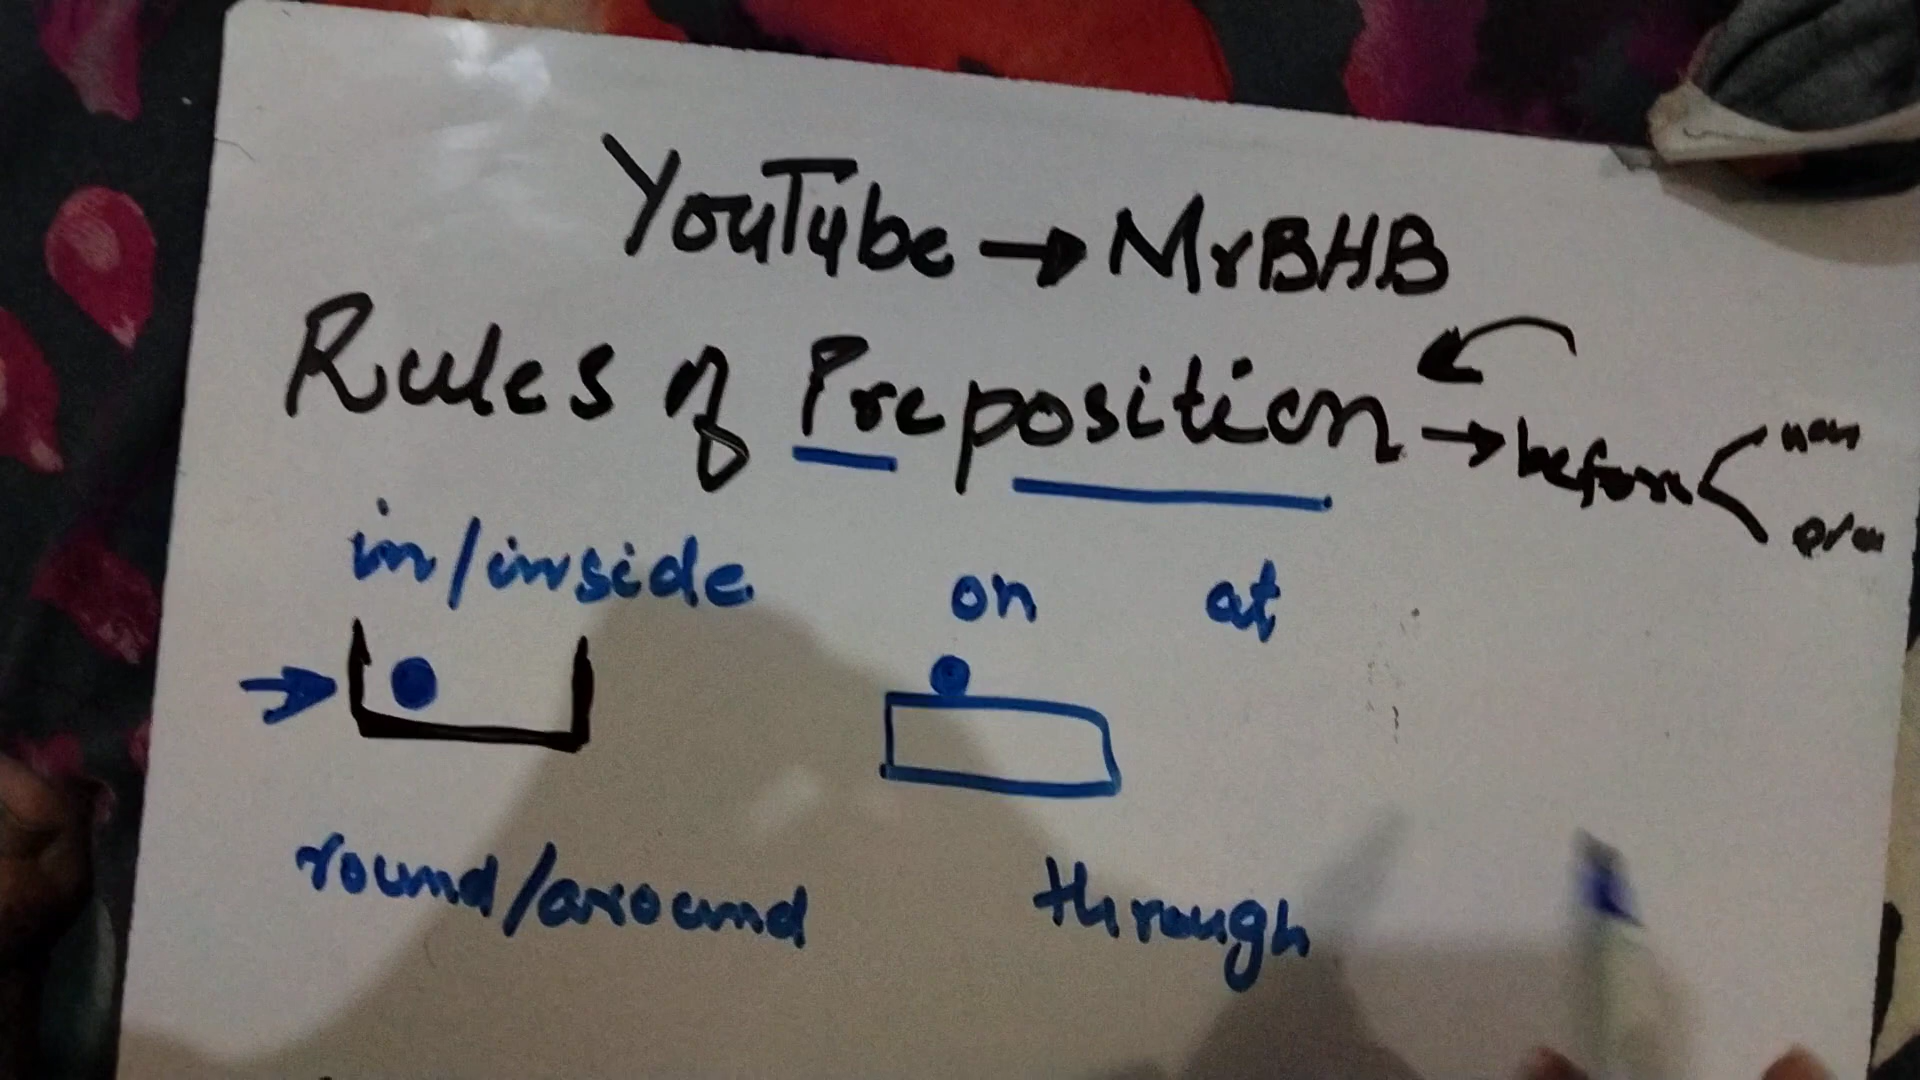 YouTube → MrBHB
Rules of Preposition → before
in/inside on at
round/around through